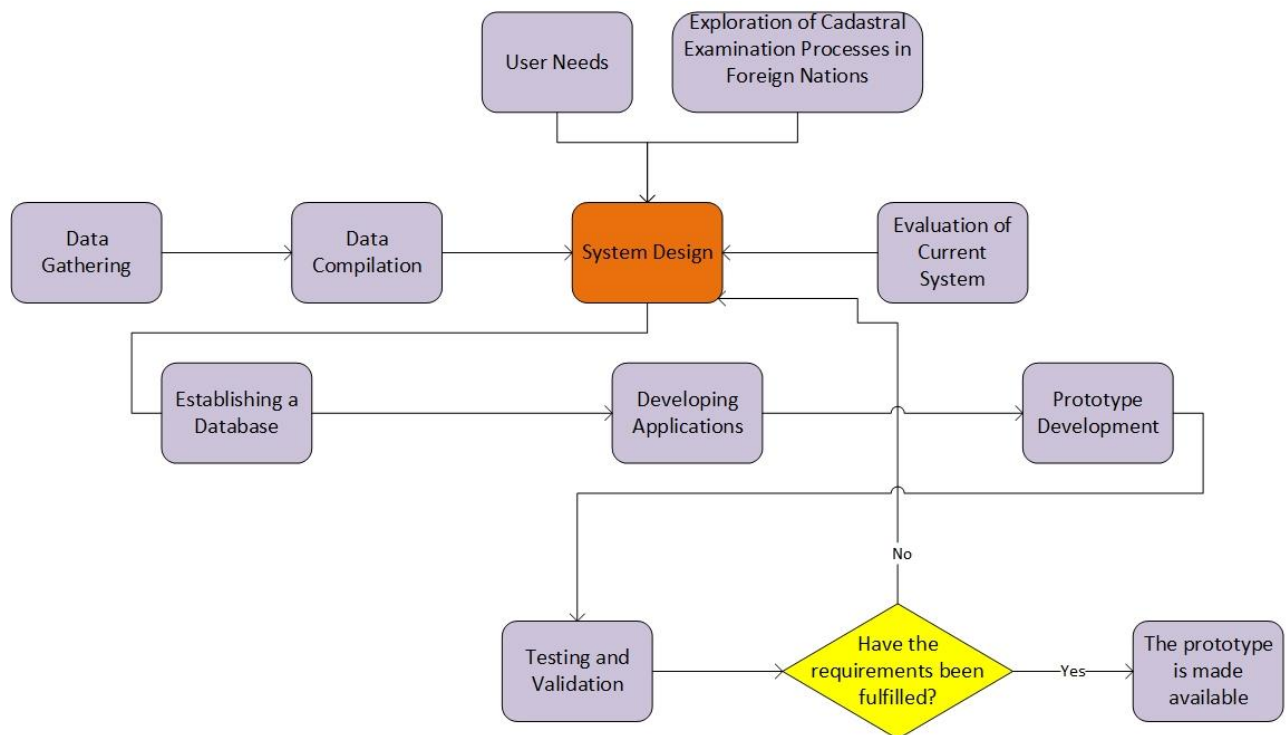 User Needs
Exploration of Cadastral
Examination Processes in
Foreign Nations
Data
Gathering
Data
Compilation
System Design
Evaluation of
Current
System
Establishing a
Database
Developing
Applications
Prototype
Development
No
Testing and
Validation
Have the
requirements been
fulfilled?
Yes
The prototype
is made
available